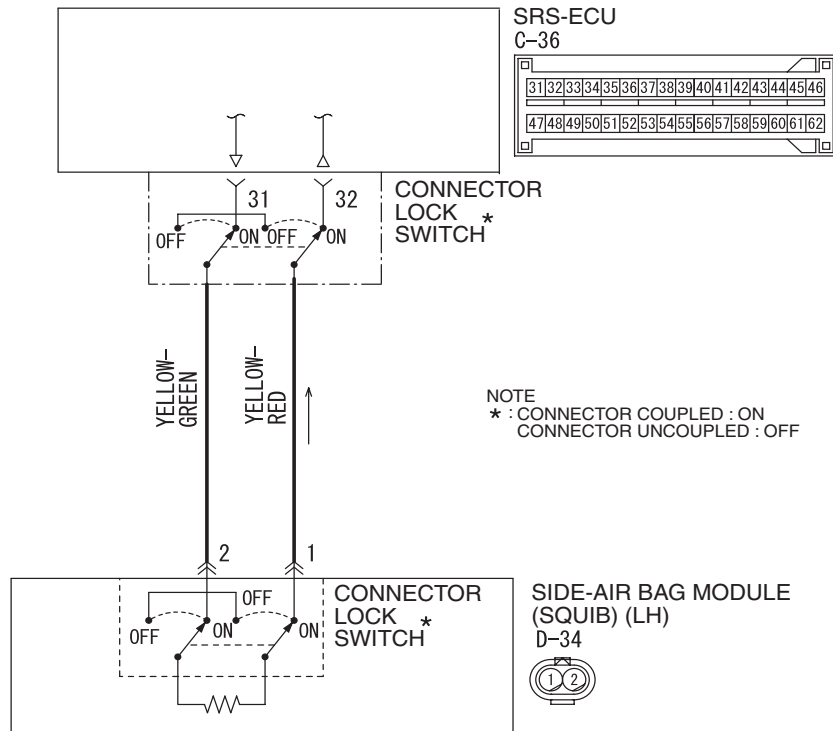 SRS-ECU
C-36
31 32 33 34 35 36 37 38 39 40 41 42 43 44 45 46
47 48 49 50 51 52 53 54 55 56 57 58 59 60 61 62
31
32
CONNECTOR
LOCK
SWITCH *
OFF
ON
OFF
ON
YELLOW-
GREEN
YELLOW-
RED
NOTE
* : CONNECTOR COUPLED : ON
CONNECTOR UNCOUPLED : OFF
2
1
CONNECTOR
LOCK
SWITCH *
OFF
ON
OFF
ON
SIDE-AIR BAG MODULE
(SQUIB) (LH)
D-34
1 2